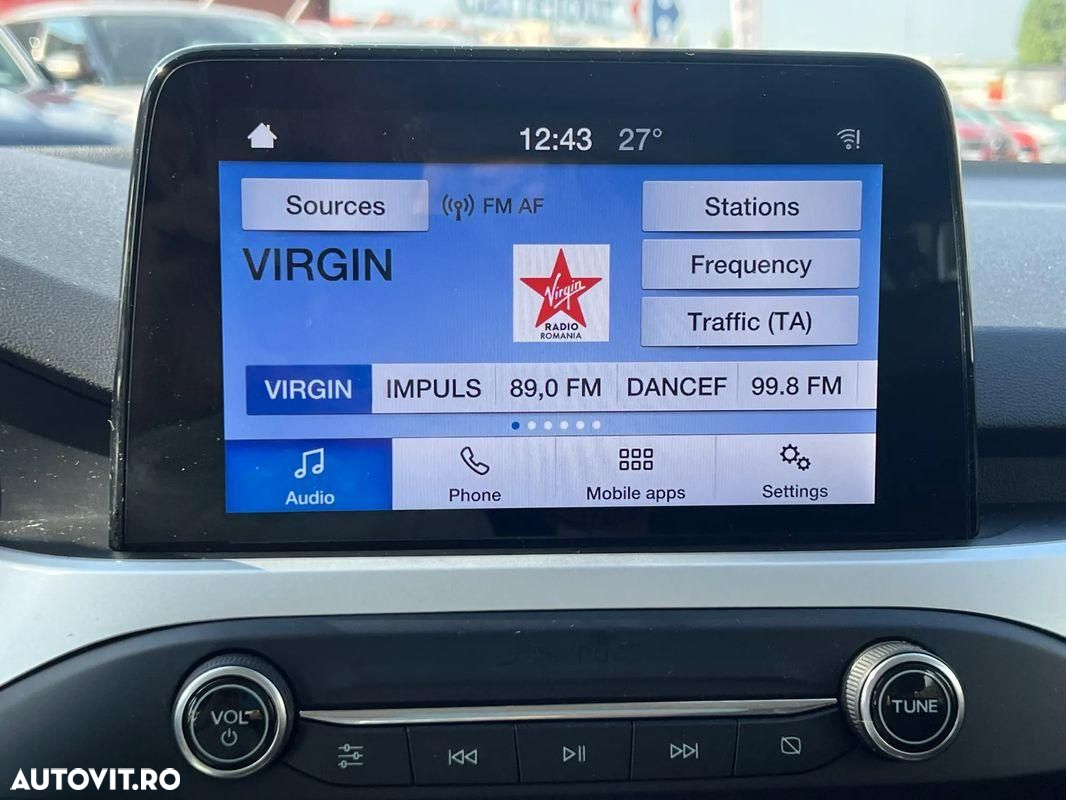 Carrefour
12:43 27°
Sources
FM AF
Stations
VIRGIN
Frequency
Virgin
RADIO
ROMANIA
Traffic (TA)
VIRGIN
IMPULS
89,0 FM
DANCEF
99.8 FM
Audio
Phone
Mobile apps
Settings
VOL
TUNE
AUTOVIT.RO